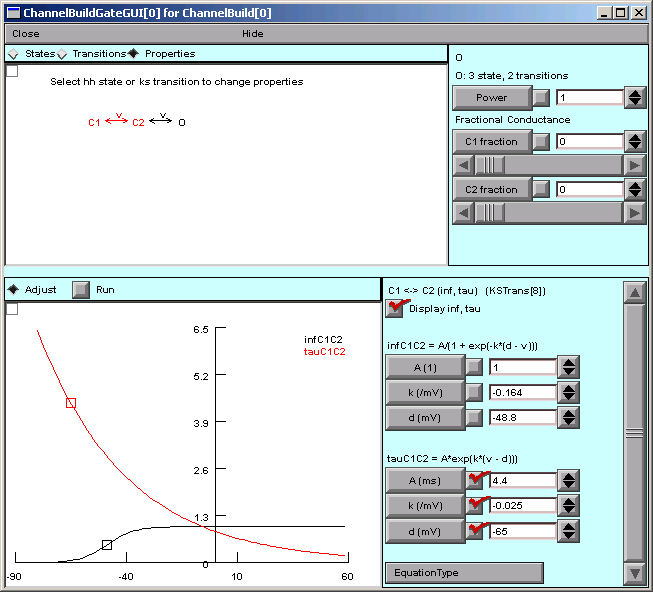 ChannelBuildGateGUI[0] for ChannelBuild[0]
Close Hide
States Transitions Properties
Select hh state or ks transition to change properties
v v
C1 C2 O
O
O: 3 state, 2 transitions
Power 1
Fractional Conductance
C1 fraction 0
C2 fraction 0
Adjust Run
6.5
infC1C2
tauC1C2
5.2
3.9
2.6
1.3
0
-90 -40 10 60
C1 <-> C2 (inf, tau) (KSTrans[8])
Display inf, tau
infC1C2 = A/(1 + exp(-k*(d - v)))
A (1) 1
k (/mV) -0.164
d (mV) -48.8
tauC1C2 = A*exp(k*(v - d)))
A (ms) 4.4
k (/mV) -0.025
d (mV) -65
EquationType